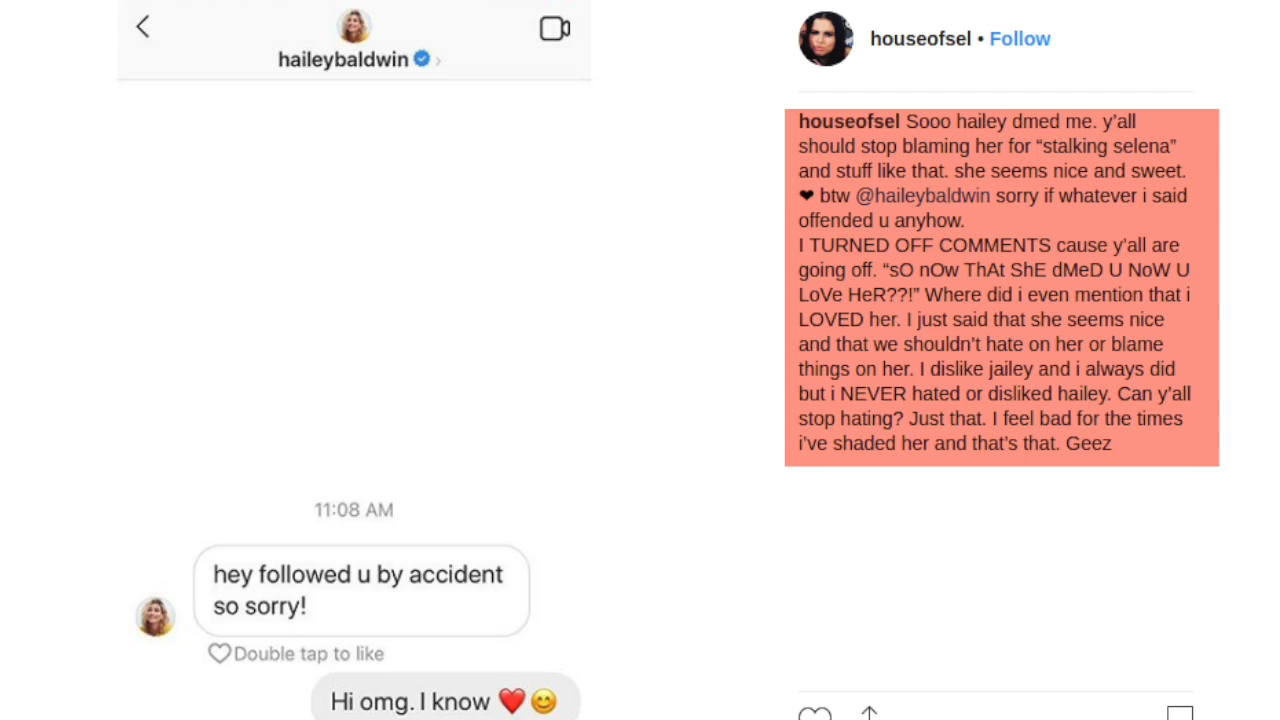 haileybaldwin
11:08 AM
hey followed u by accident
so sorry!
Double tap to like
Hi omg. I know ❤️ 😊
houseofsel • Follow
houseofsel Sooo hailey dmed me. y’all
should stop blaming her for “stalking selena”
and stuff like that. she seems nice and sweet.
❤ btw @haileybaldwin sorry if whatever i said
offended u anyhow.
I TURNED OFF COMMENTS cause y’all are
going off. “sO nOw ThAt ShE dMeD U NoW U
LoVe HeR??!” Where did i even mention that i
LOVED her. I just said that she seems nice
and that we shouldn’t hate on her or blame
things on her. I dislike jailey and i always did
but i NEVER hated or disliked hailey. Can y’all
stop hating? Just that. I feel bad for the times
i’ve shaded her and that’s that. Geez